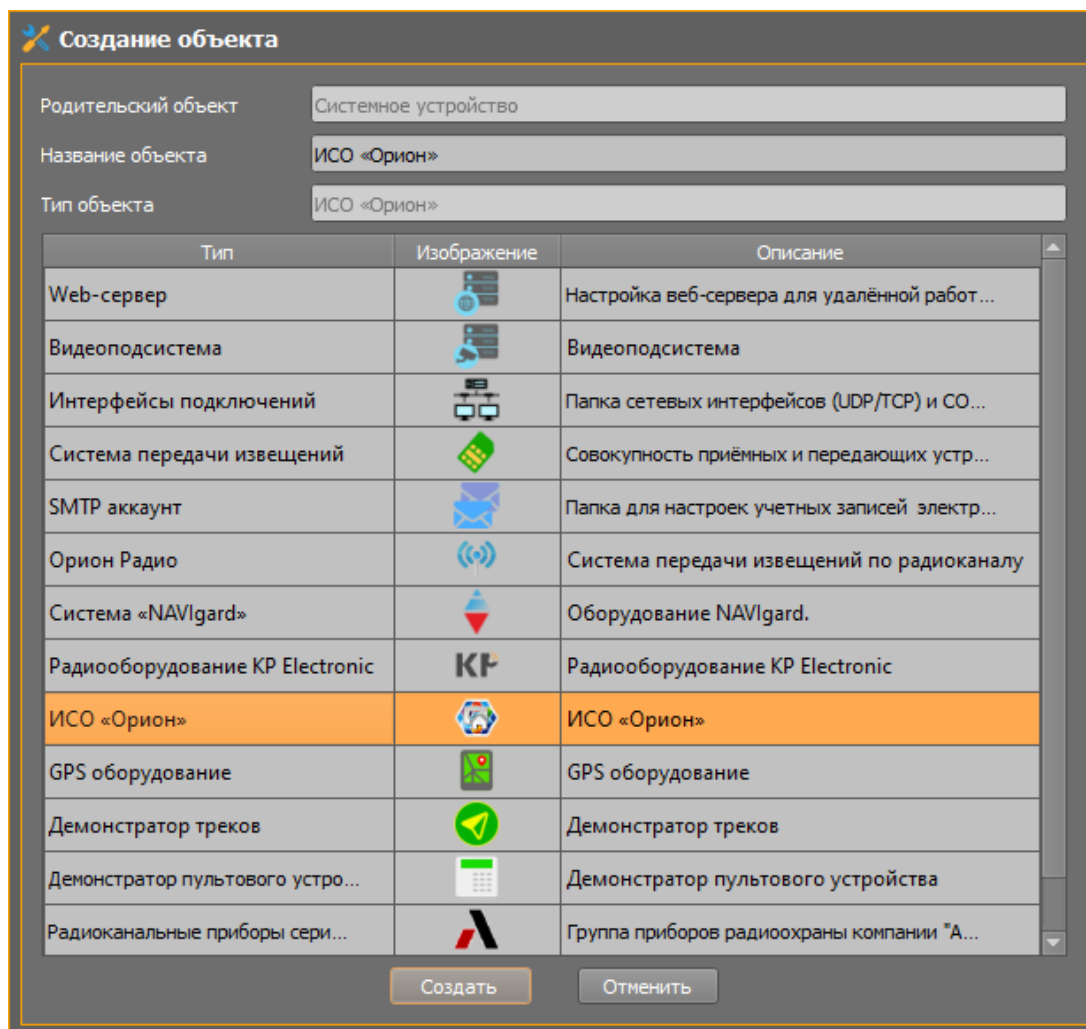 Создание объекта
Родительский объект Системное устройство
Название объекта ИСО «Орион»
Тип объекта ИСО «Орион»
Тип Изображение Описание
Web-сервер Настройка веб-сервера для удалённой работ...
Видеоподсистема Видеоподсистема
Интерфейсы подключений Папка сетевых интерфейсов (UDP/TCP) и CO...
Система передачи извещений Совокупность приёмных и передающих устр...
SMTP аккаунт Папка для настроек учетных записей электр...
Орион Радио Система передачи извещений по радиоканалу
Система «NAVIgard» Оборудование NAVIgard.
Радиооборудование KP Electronic KP Радиооборудование KP Electronic
ИСО «Орион» ИСО «Орион»
GPS оборудование GPS оборудование
Демонстратор треков Демонстратор треков
Демонстратор пультового устро... Демонстратор пультового устройства
Радиоканальные приборы сери... Группа приборов радиоохраны компании "А...
Создать Отменить